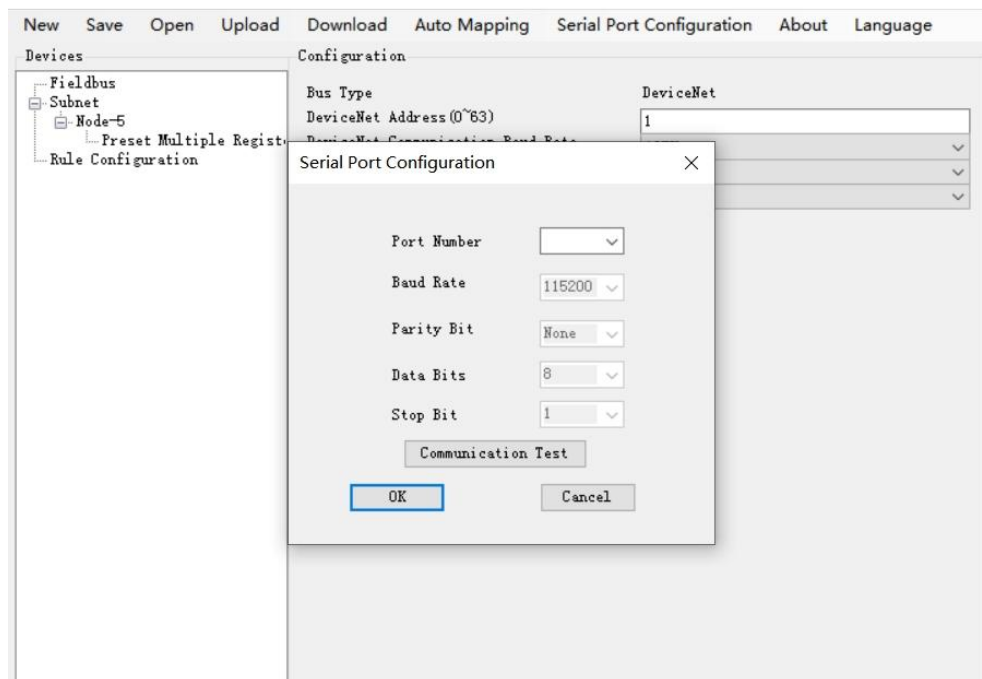 New Save Open Upload Download Auto Mapping Serial Port Configuration About Language
Devices
Configuration
Fieldbus
Subnet
Node-5
Preset Multiple Regist
Rule Configuration
Bus Type DeviceNet
DeviceNet Address(0~63) 1
Serial Port Configuration
Port Number
Baud Rate 115200
Parity Bit None
Data Bits 8
Stop Bit 1
Communication Test
OK Cancel